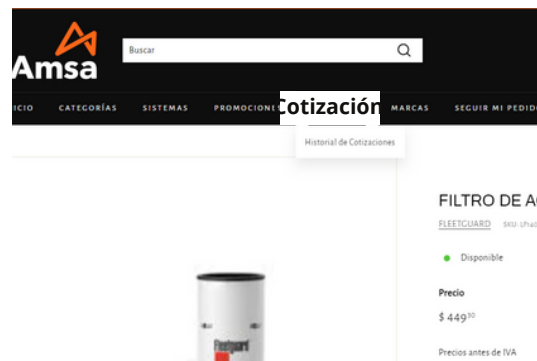 Amsa
Buscar
ICIO CATEGORÍAS SISTEMAS PROMOCIONES Cotización MARCAS SEGUIR MI PEDIDO
Historial de Cotizaciones
FILTRO DE A
FLEETGUARD SKU:
Disponible
Precio
$ 449
Precios antes de IVA
Fleetguard